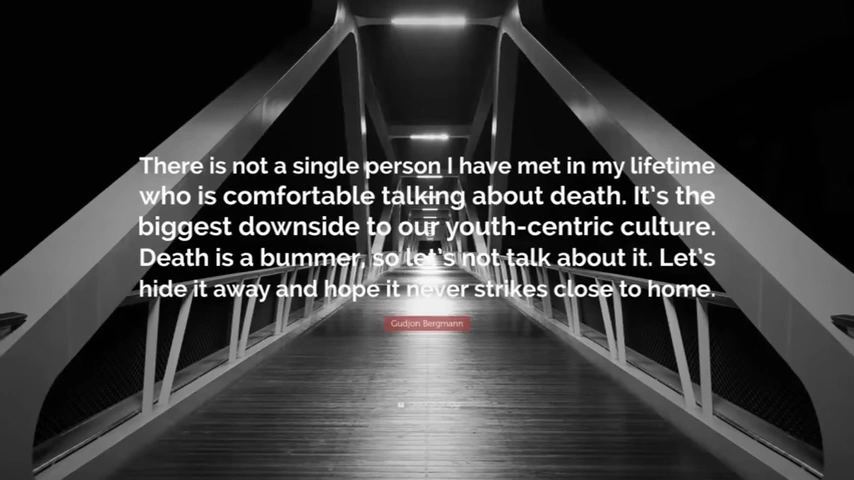 There is not a single person I have met in my lifetime
who is comfortable talking about death. It's the
biggest downside to our youth-centric culture.
Death is a bummer, so let's not talk about it. Let's
hide it away and hope it never strikes close to home.
Gudjon Bergmann